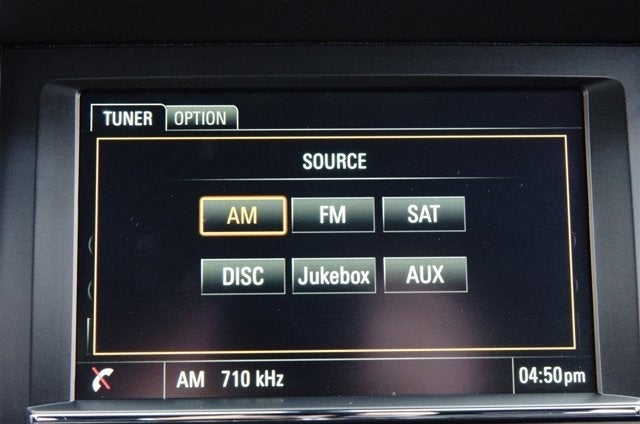 TUNER OPTION
SOURCE
AM FM SAT
DISC Jukebox AUX
AM 710 kHz 04:50pm